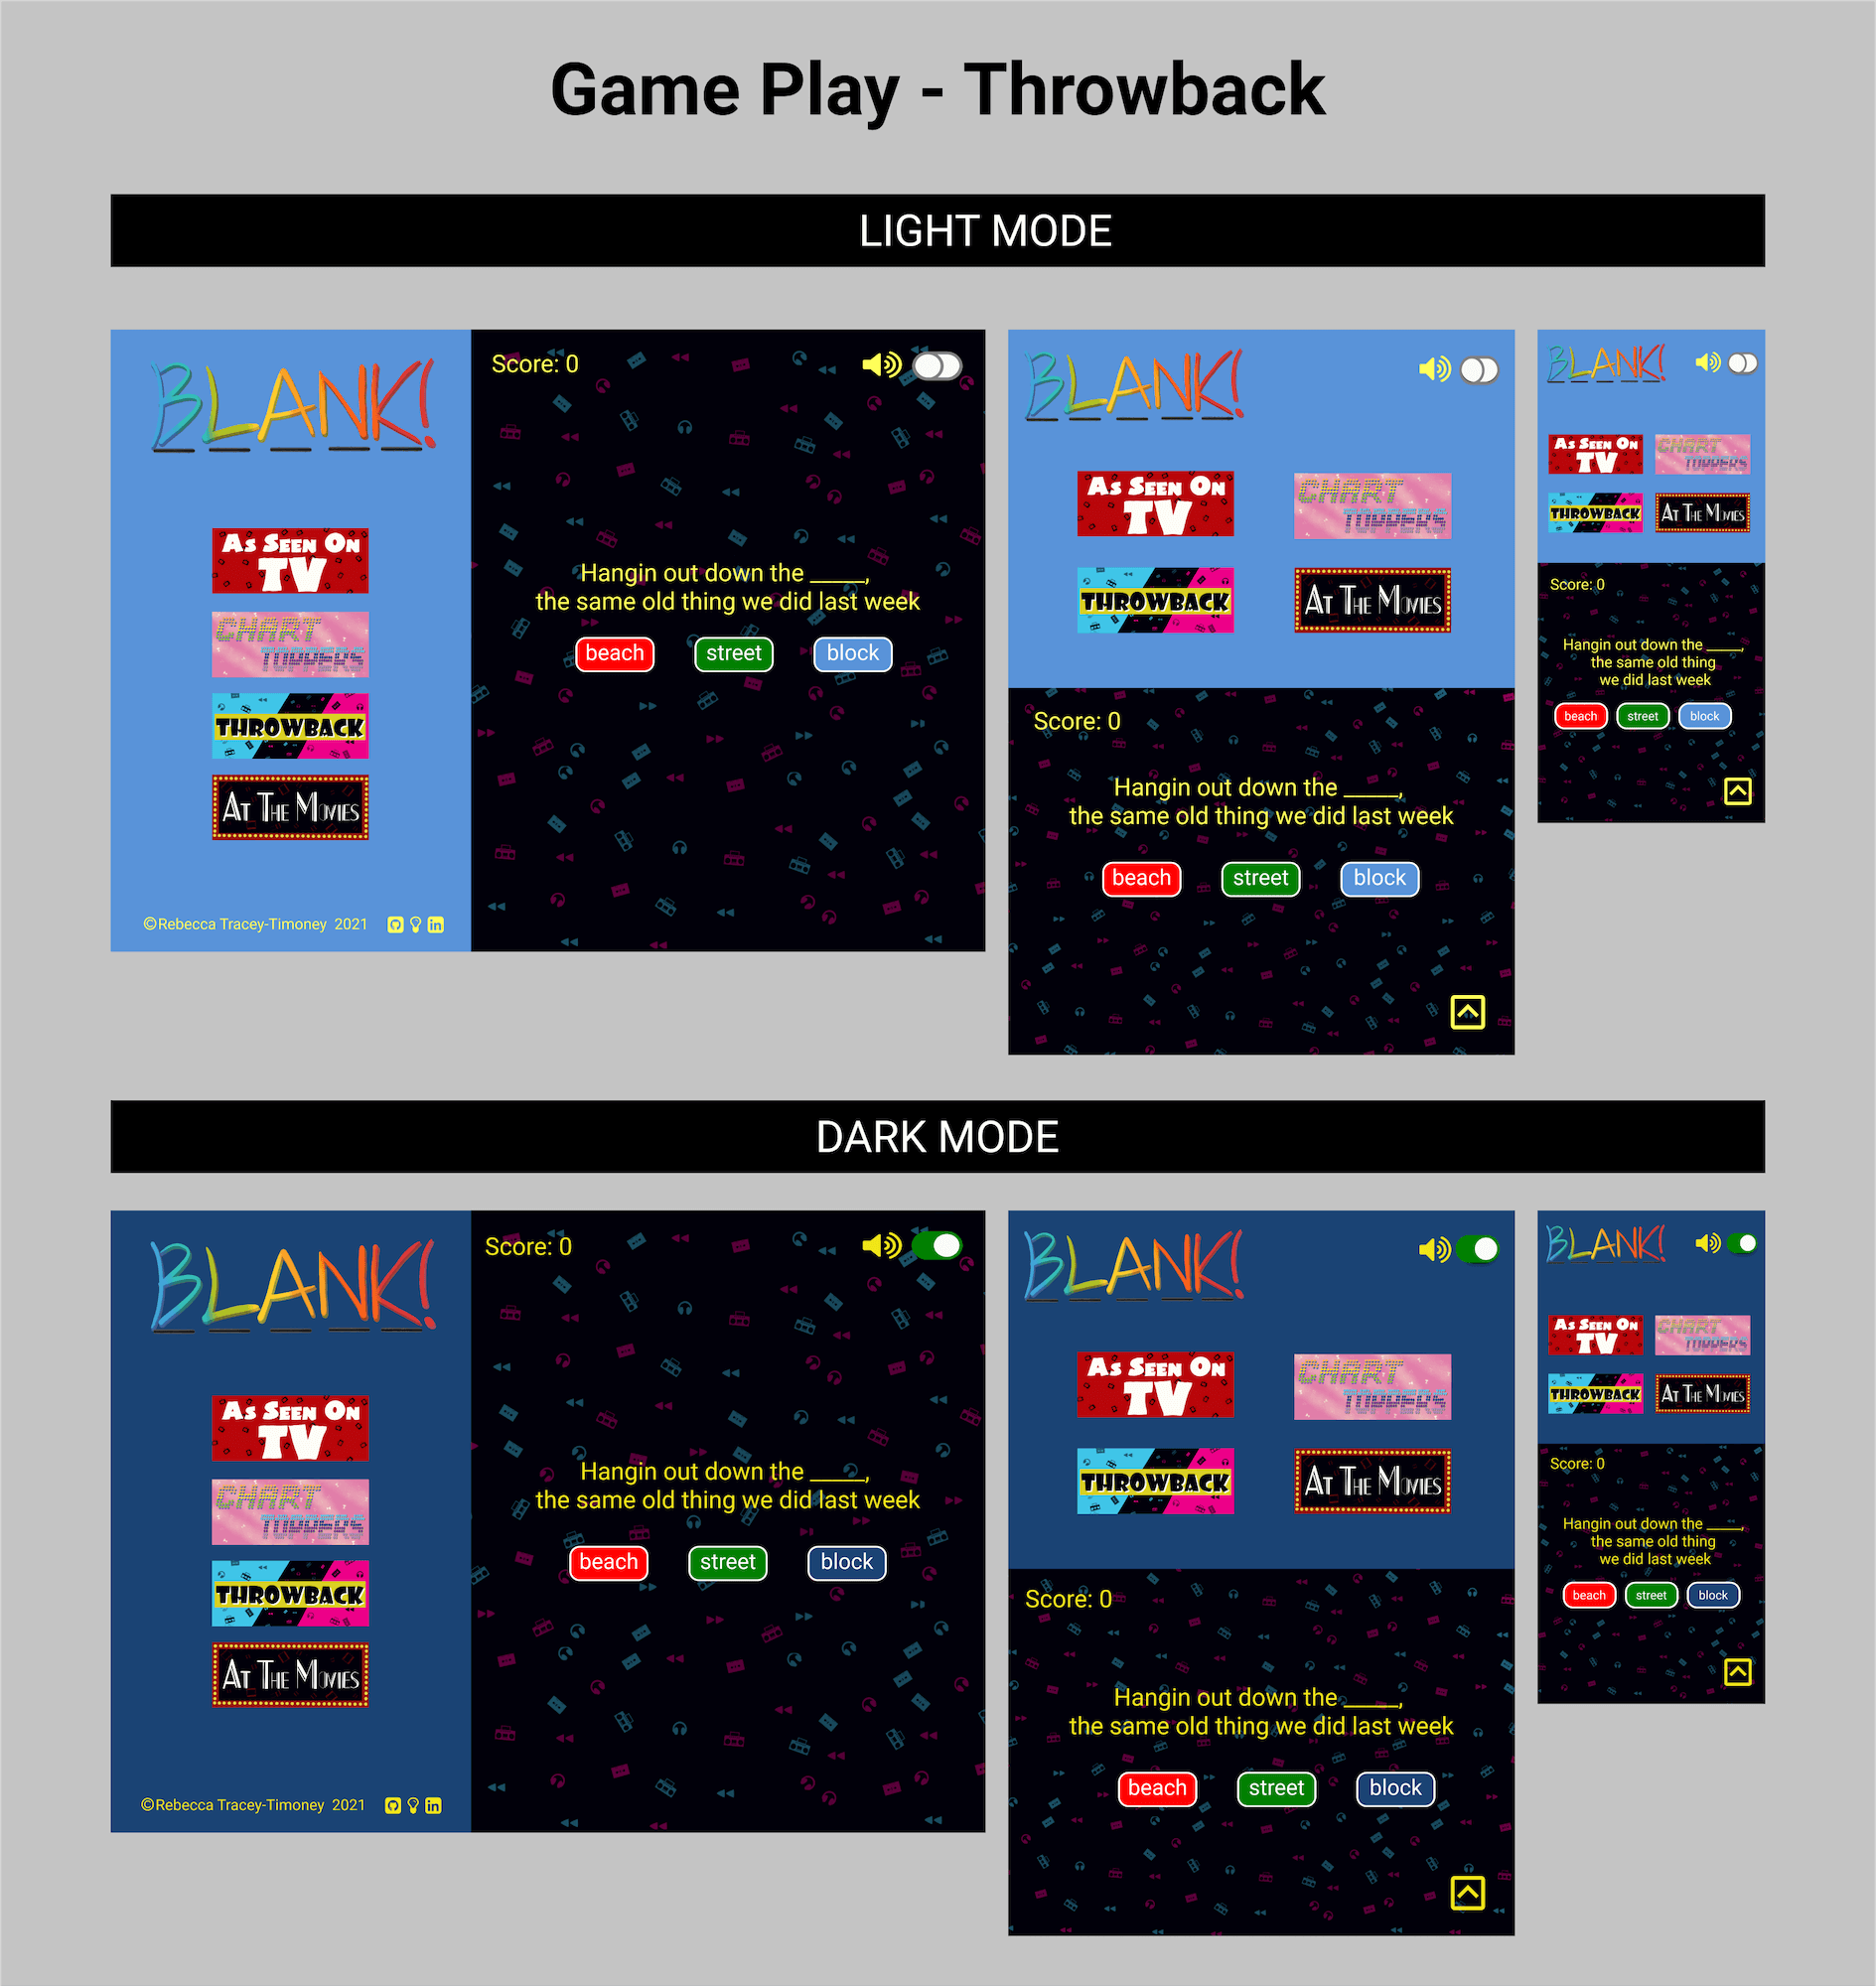 Game Play - Throwback
LIGHT MODE
BLANK!
AS SEEN ON
TV
CHART
TOPPERS
THROWBACK
AT THE MOVIES
©Rebecca Tracey-Timoney 2021
in
Score: 0
Hangin out down the _____,
the same old thing we did last week
beach street block
BLANK!
AS SEEN ON
TV
CHART
TOPPERS
THROWBACK
AT THE MOVIES
Score: 0
Hangin out down the _____,
the same old thing we did last week
beach street block
BLANK!
AS SEEN ON
TV
CHART
TOPPERS
THROWBACK
AT THE MOVIES
Score: 0
Hangin out down the _____,
the same old thing
we did last week
beach street block
DARK MODE
BLANK!
AS SEEN ON
TV
CHART
TOPPERS
THROWBACK
AT THE MOVIES
©Rebecca Tracey-Timoney 2021
in
Score: 0
Hangin out down the _____,
the same old thing we did last week
beach street block
BLANK!
AS SEEN ON
TV
CHART
TOPPERS
THROWBACK
AT THE MOVIES
Score: 0
Hangin out down the _____,
the same old thing we did last week
beach street block
BLANK!
AS SEEN ON
TV
CHART
TOPPERS
THROWBACK
AT THE MOVIES
Score: 0
Hangin out down the _____,
the same old thing
we did last week
beach street block